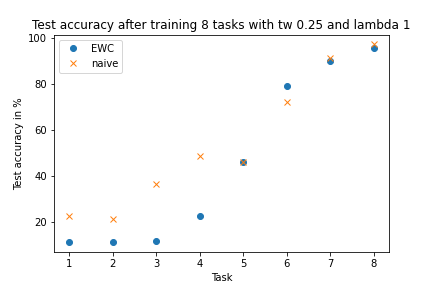 Test accuracy after training 8 tasks with tw 0.25 and lambda 1
EWC
naive
Test accuracy in %
100
80
60
40
20
1 2 3 4 5 6 7 8
Task